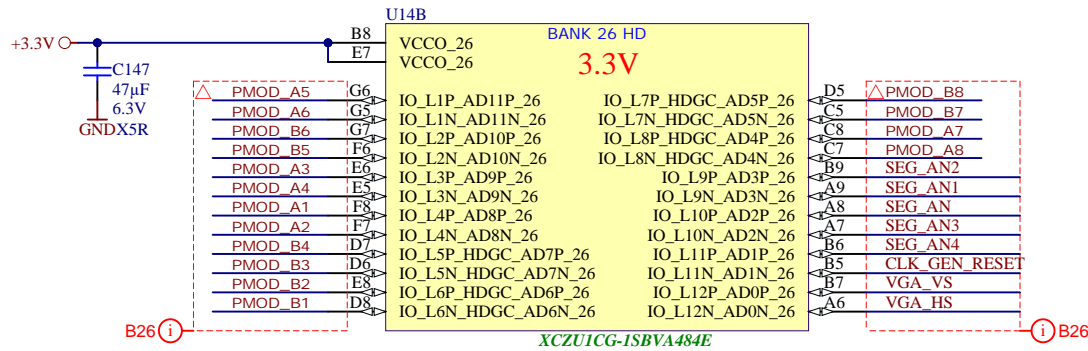 U14B
BANK 26 HD
3.3V
+3.3V
B8 VCCO_26
E7 VCCO_26
C147
47µF
6.3V
X5R
GND
PMOD_A5 G6 IO_L1P_AD11P_26 IO_L7P_HDGC_AD5P_26 D5 PMOD_B8
PMOD_A6 G5 IO_L1N_AD11N_26 IO_L7N_HDGC_AD5N_26 C5 PMOD_B7
PMOD_B6 G7 IO_L2P_AD10P_26 IO_L8P_HDGC_AD4P_26 C8 PMOD_A7
PMOD_B5 F6 IO_L2N_AD10N_26 IO_L8N_HDGC_AD4N_26 C7 PMOD_A8
PMOD_A3 E6 IO_L3P_AD9P_26 IO_L9P_AD3P_26 B9 SEG_AN2
PMOD_A4 E5 IO_L3N_AD9N_26 IO_L9N_AD3N_26 A9 SEG_AN1
PMOD_A1 F8 IO_L4P_AD8P_26 IO_L10P_AD2P_26 A8 SEG_AN
PMOD_A2 F7 IO_L4N_AD8N_26 IO_L10N_AD2N_26 A7 SEG_AN3
PMOD_B4 D7 IO_L5P_HDGC_AD7P_26 IO_L11P_AD1P_26 B6 SEG_AN4
PMOD_B3 D6 IO_L5N_HDGC_AD7N_26 IO_L11N_AD1N_26 B5 CLK_GEN_RESET
PMOD_B2 E8 IO_L6P_HDGC_AD6P_26 IO_L12P_AD0P_26 B7 VGA_VS
PMOD_B1 D8 IO_L6N_HDGC_AD6N_26 IO_L12N_AD0N_26 A6 VGA_HS
B26 i
i B26
XCZU1CG-1SBVA484E